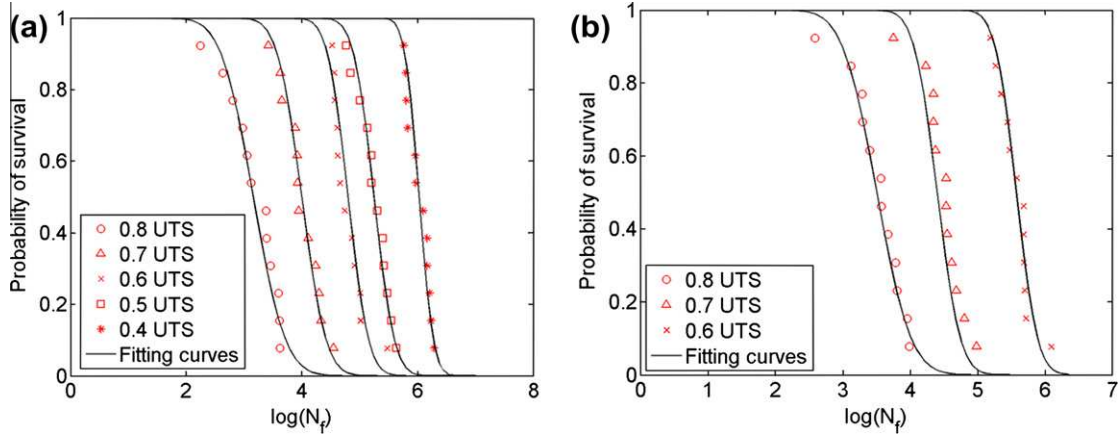 (a)
Probability of survival
1
0.8
0.6
0.4
0.2
0
0.8 UTS
0.7 UTS
0.6 UTS
0.5 UTS
0.4 UTS
Fitting curves
0 2 4 6 8
log(N_f)
(b)
Probability of survival
1
0.8
0.6
0.4
0.2
0
0.8 UTS
0.7 UTS
0.6 UTS
Fitting curves
0 1 2 3 4 5 6 7
log(N_f)